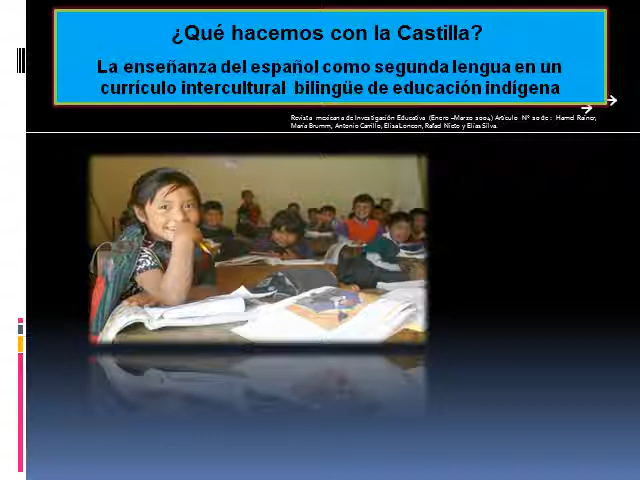 ¿Qué hacemos con la Castilla?
La enseñanza del español como segunda lengua en un
currículo intercultural bilingüe de educación indígena
Revista mexicana de Investigación Educativa (Enero –Marzo 2004) Artículo Nº 20 de : Hamel Rainer,
María Brumm, Antonio Carrillo, Elisa Loncon, Rafael Nieto y Elías Silva.